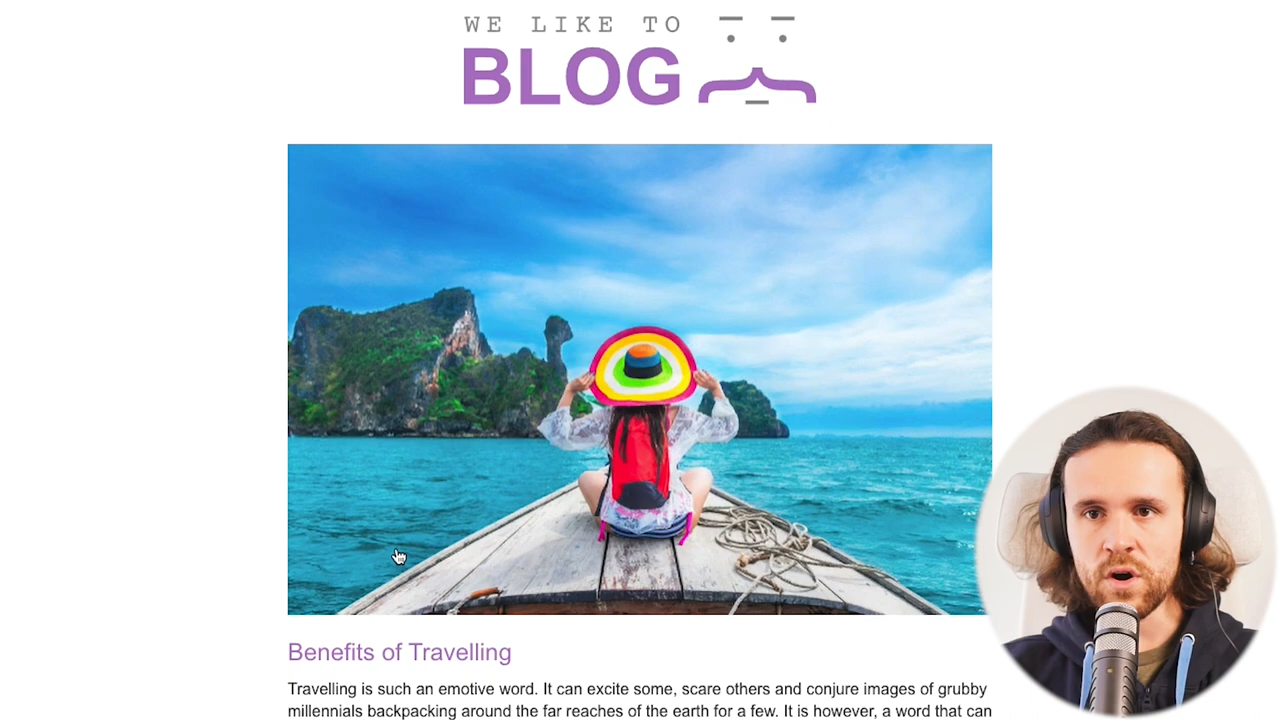 WE LIKE TO
BLOG
Benefits of Travelling
Travelling is such an emotive word. It can excite some, scare others and conjure images of grubby
millennials backpacking around the far reaches of the earth for a few. It is however, a word that can